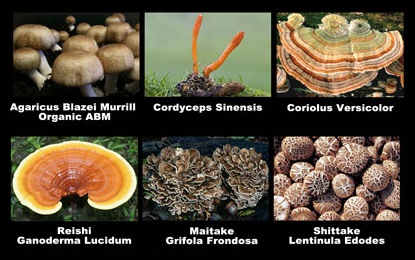 Agaricus Blazei Murrill
Organic ABM
Cordyceps Sinensis
Coriolus Versicolor
Reishi
Ganoderma Lucidum
Maitake
Grifola Frondosa
Shittake
Lentinula Edodes